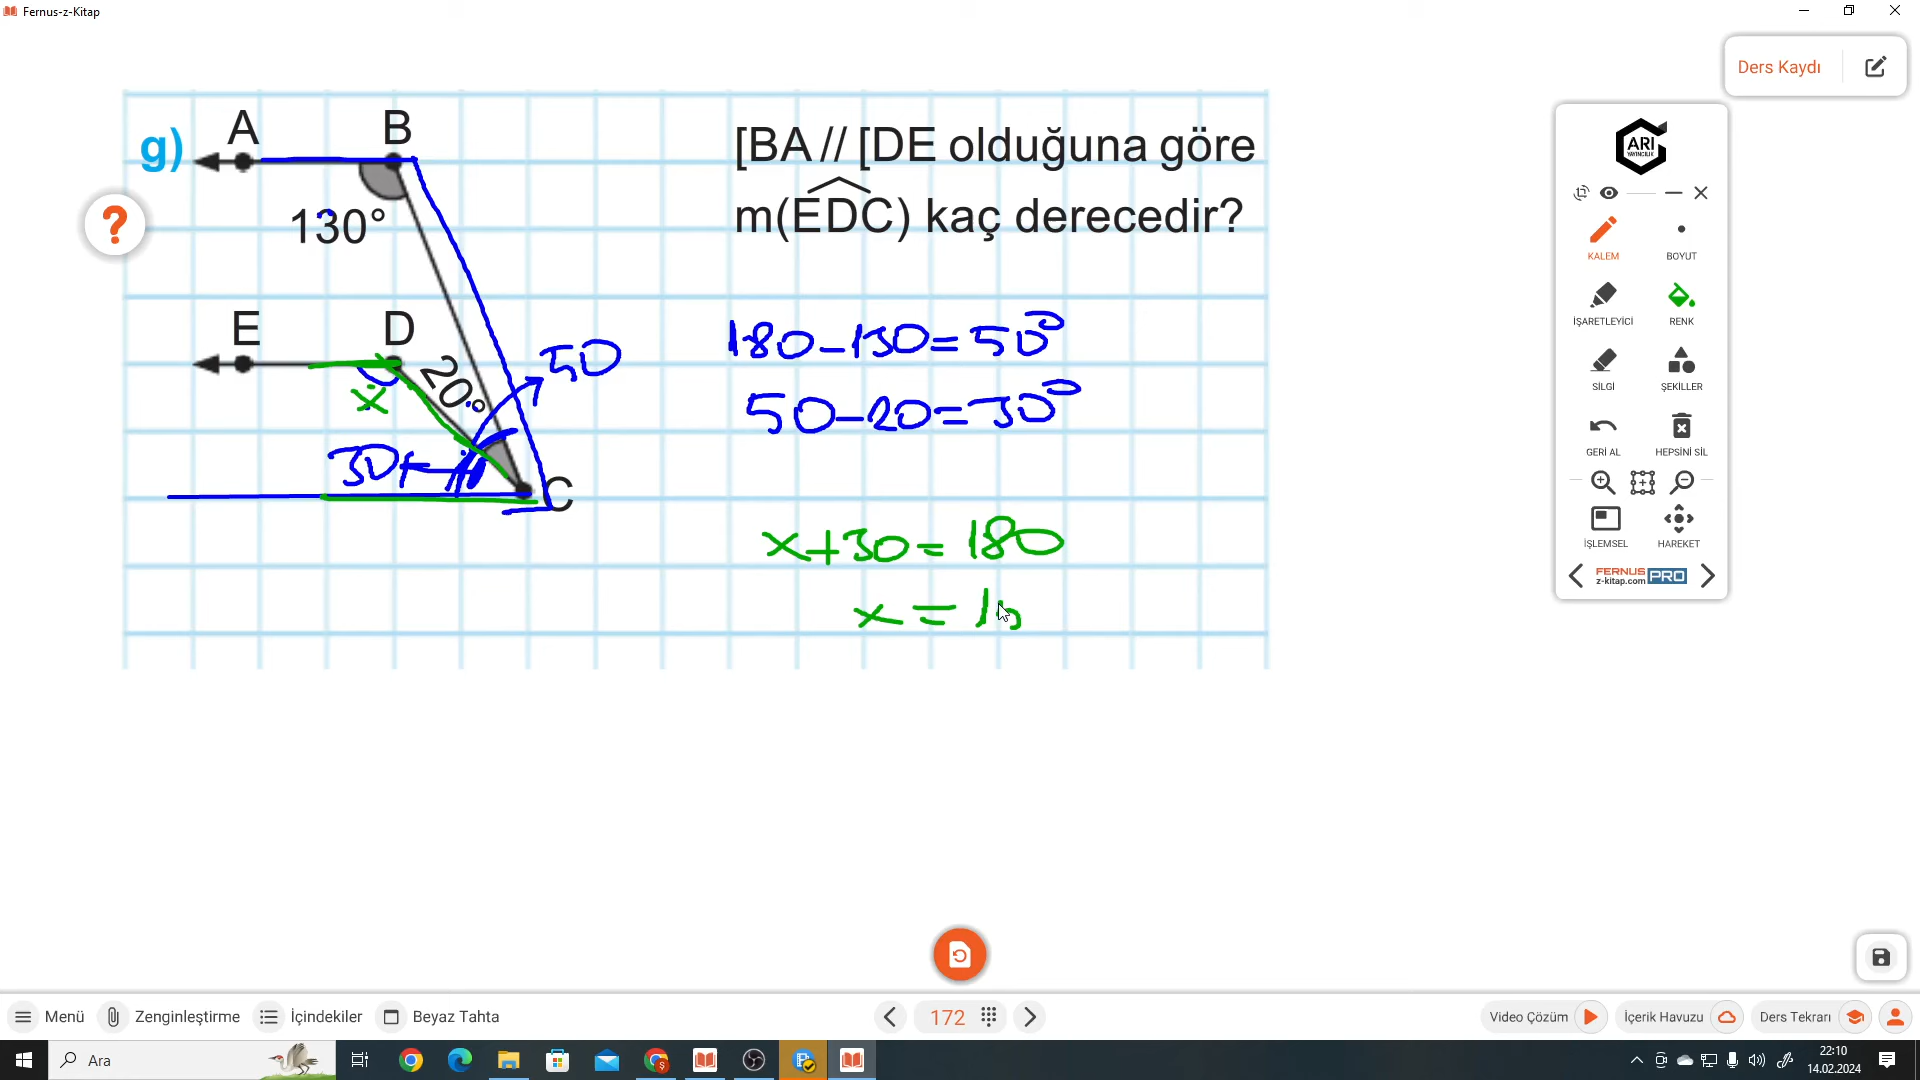 Fernus-z-Kitap
Ders Kaydı
g)
A
B
130°
E
D
20°
C
x
30
50
[BA // [DE olduğuna göre
m(EDC) kaç derecedir?
180-130=50°
50-20=30°
x+30=180
x=15
ARI
YAYINCILIK
KALEM
BOYUT
İŞARETLEYİCİ
RENK
SİLGİ
ŞEKİLLER
GERİ AL
HEPSİNİ SİL
İŞLEMSEL
HAREKET
FERNUS
z-kitap.com PRO
Menü
Zenginleştirme
İçindekiler
Beyaz Tahta
172
Video Çözüm
İçerik Havuzu
Ders Tekrarı
Ara
22:10
14.02.2024